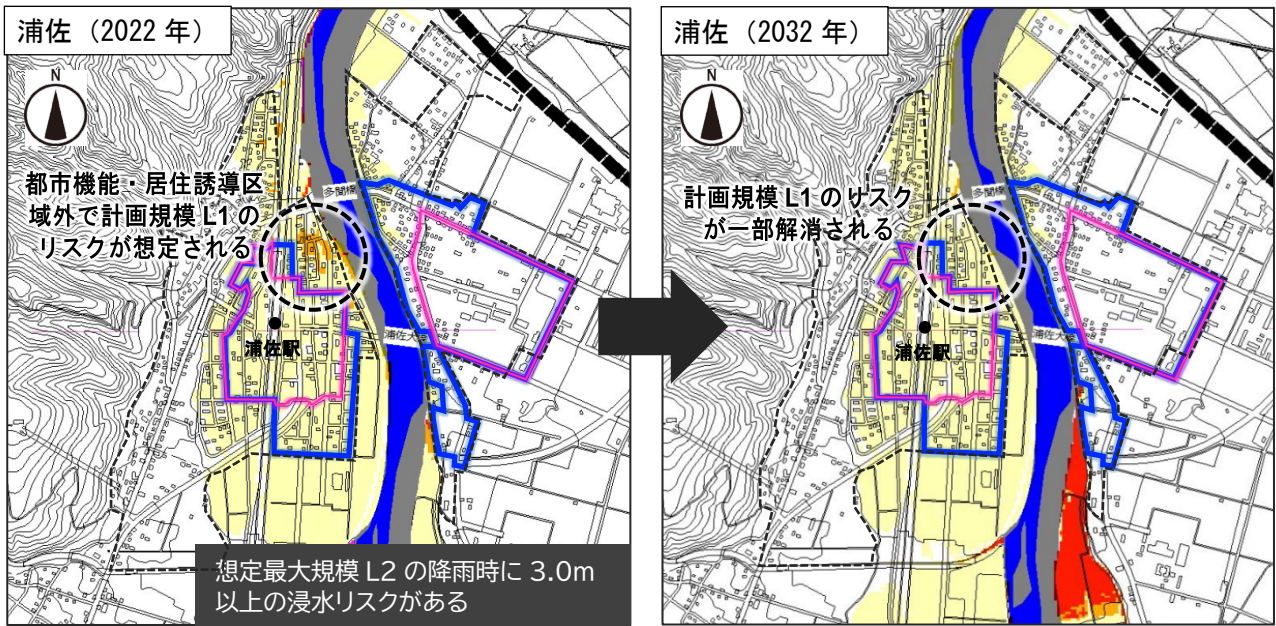 浦佐（2022 年）
N
都市機能・居住誘導区
域外で計画規模 L1 の
リスクが想定される
多聞橋
浦佐駅
浦佐大橋
想定最大規模 L2 の降雨時に 3.0m
以上の浸水リスクがある
浦佐（2032 年）
N
計画規模 L1 のリスク
が一部解消される
多聞橋
浦佐駅
浦佐大橋